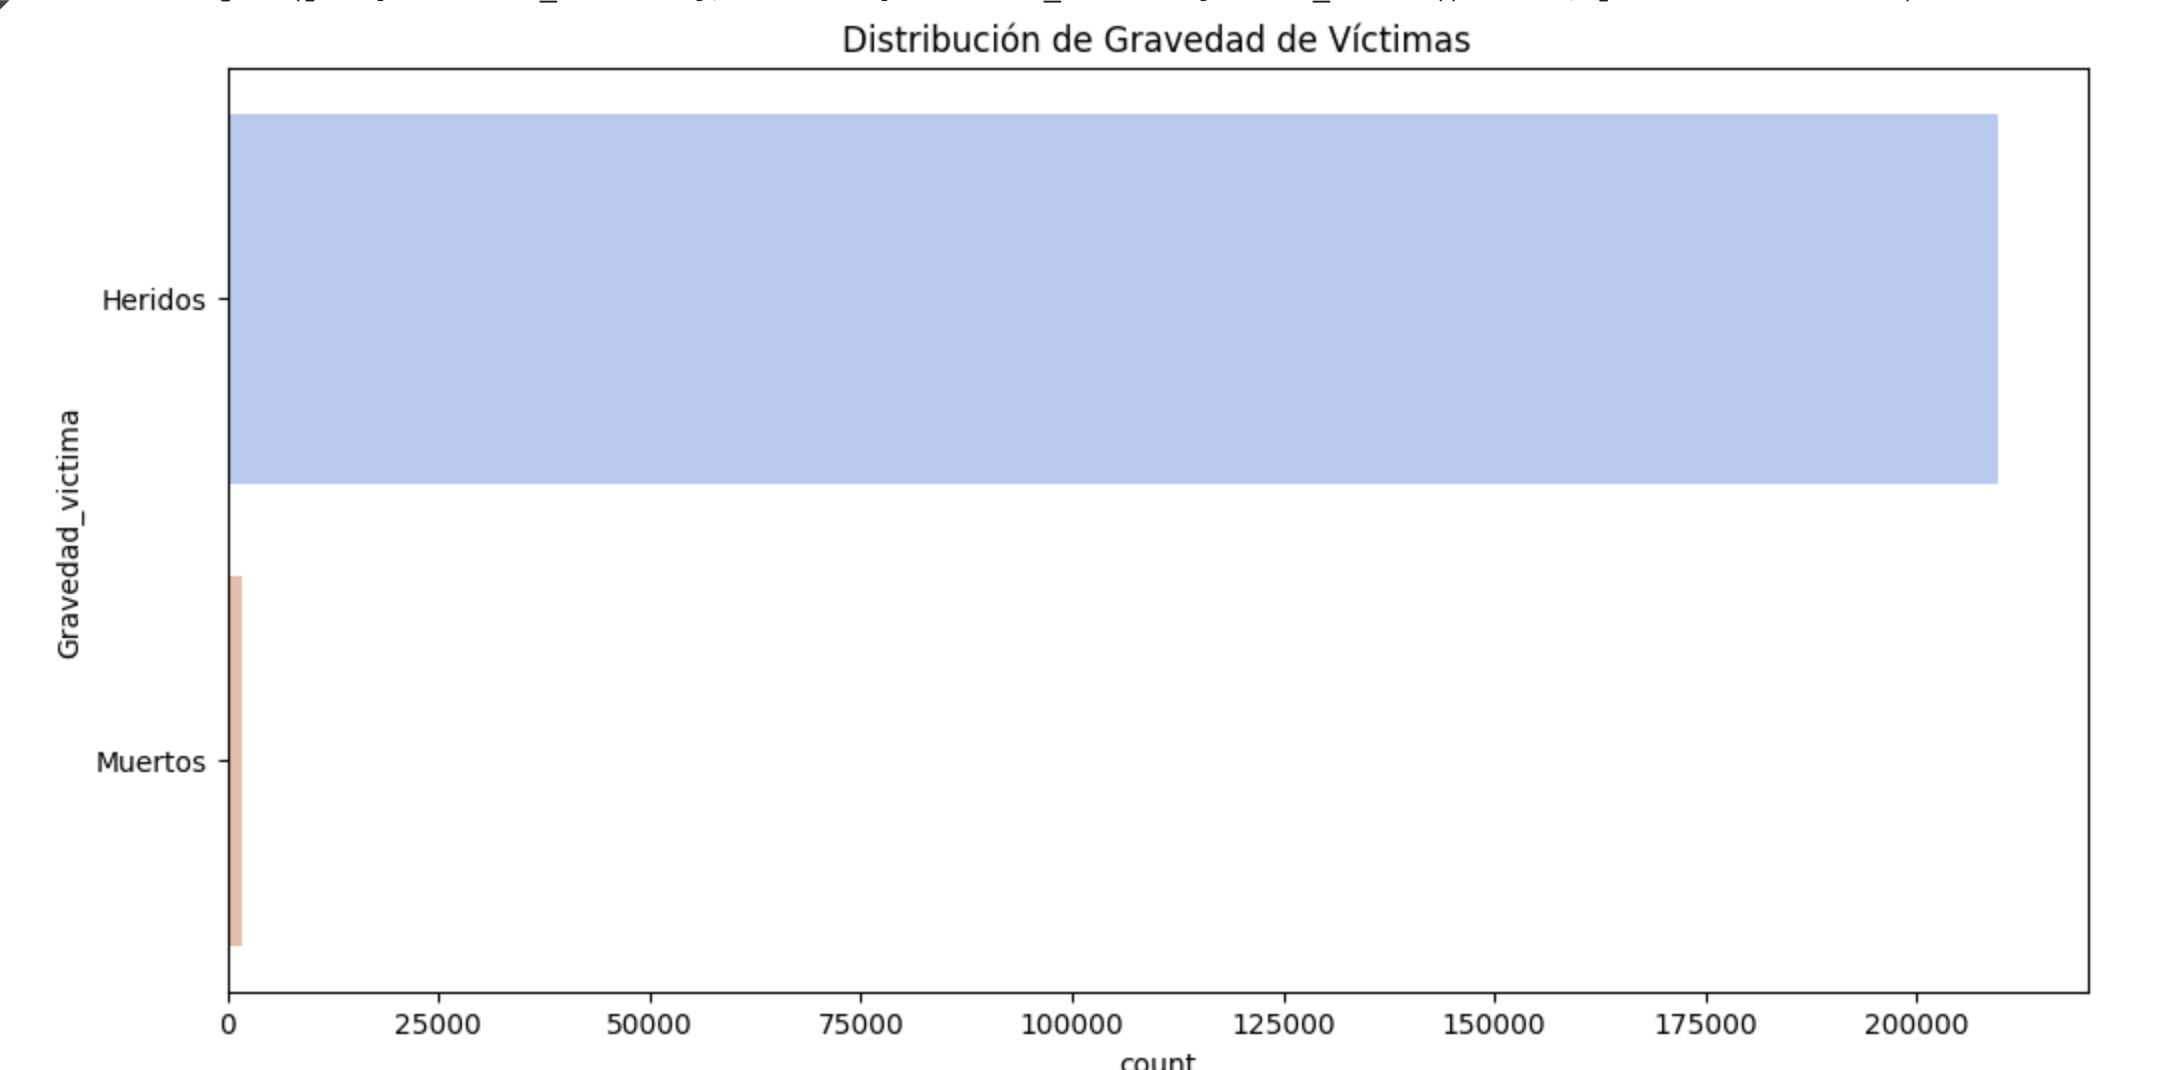 Distribución de Gravedad de Víctimas
Heridos
Gravedad_victima
Muertos
0 25000 50000 75000 100000 125000 150000 175000 200000
count